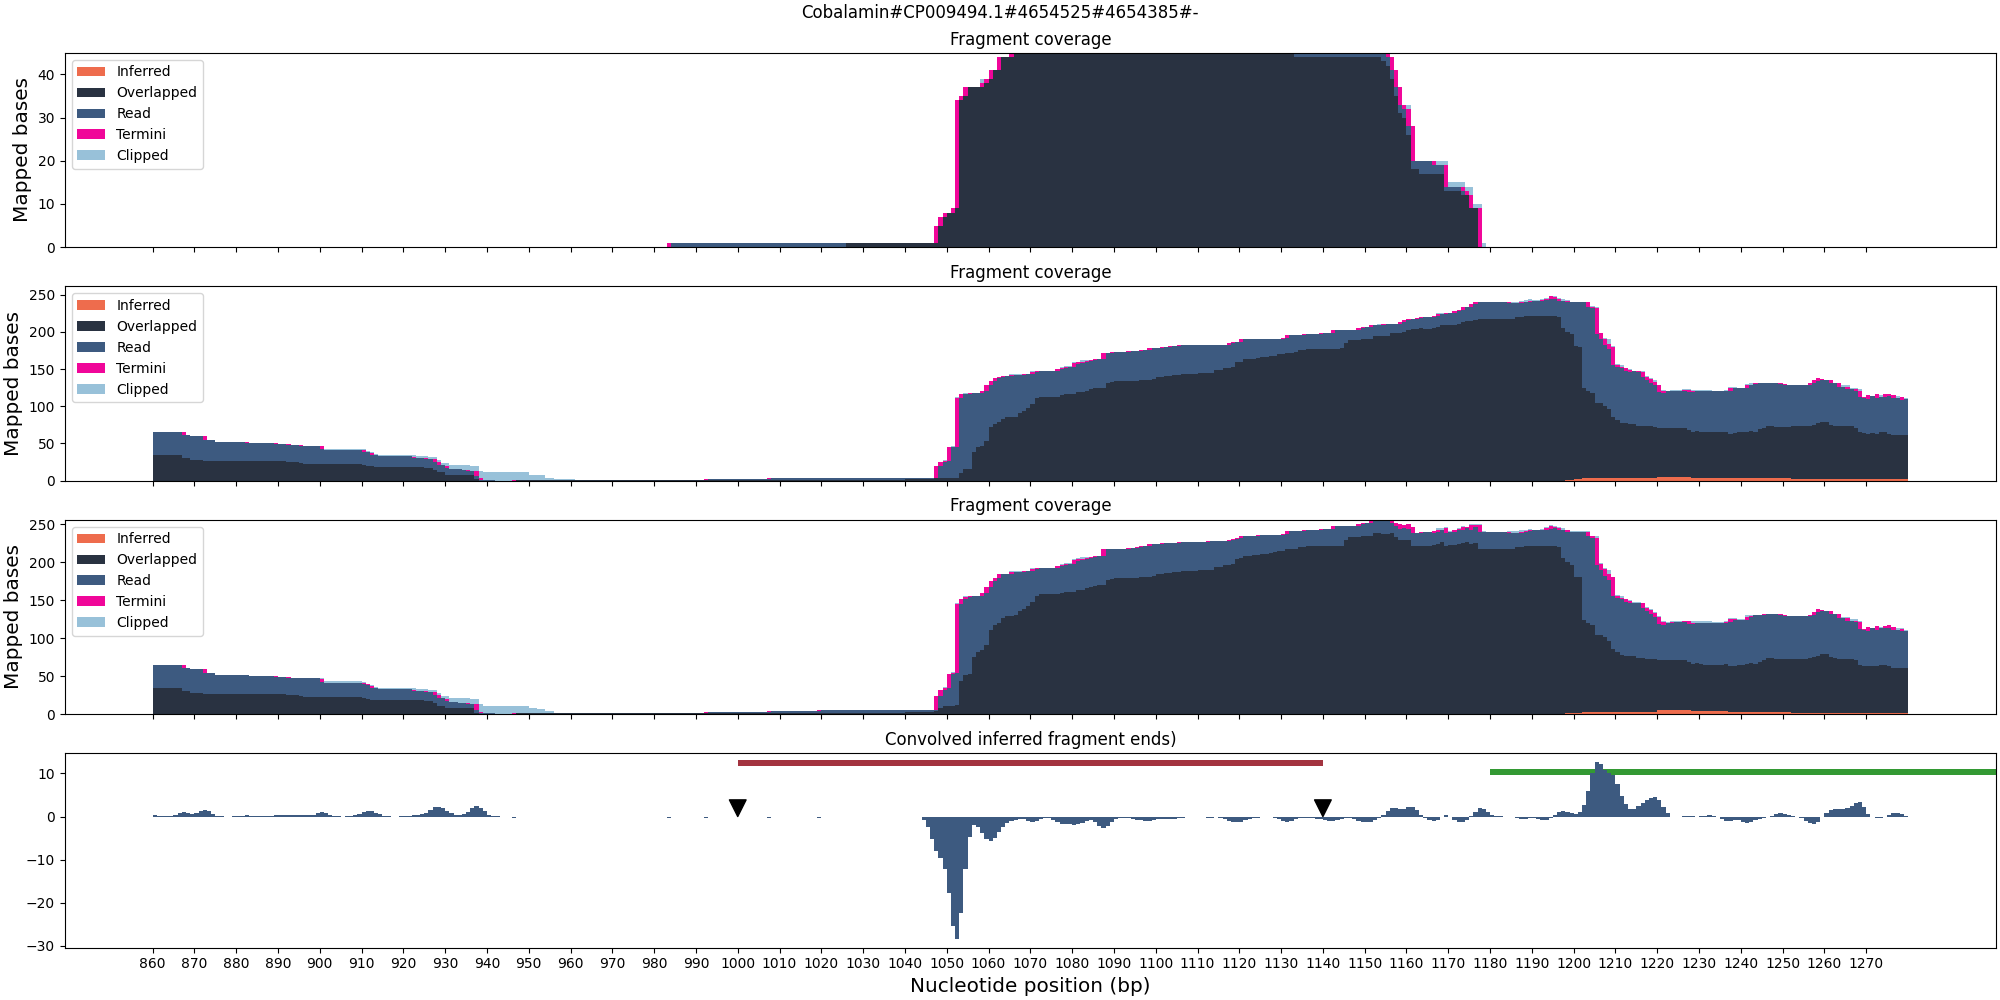 Cobalamin#CP009494.1#4654525#4654385#-
Fragment coverage
Mapped bases
40
30
20
10
0
Inferred
Overlapped
Read
Termini
Clipped
Fragment coverage
Mapped bases
250
200
150
100
50
0
Inferred
Overlapped
Read
Termini
Clipped
Fragment coverage
Mapped bases
250
200
150
100
50
0
Inferred
Overlapped
Read
Termini
Clipped
Convolved inferred fragment ends)
10
0
−10
−20
−30
860 870 880 890 900 910 920 930 940 950 960 970 980 990 1000 1010 1020 1030 1040 1050 1060 1070 1080 1090 1100 1110 1120 1130 1140 1150 1160 1170 1180 1190 1200 1210 1220 1230 1240 1250 1260 1270
Nucleotide position (bp)